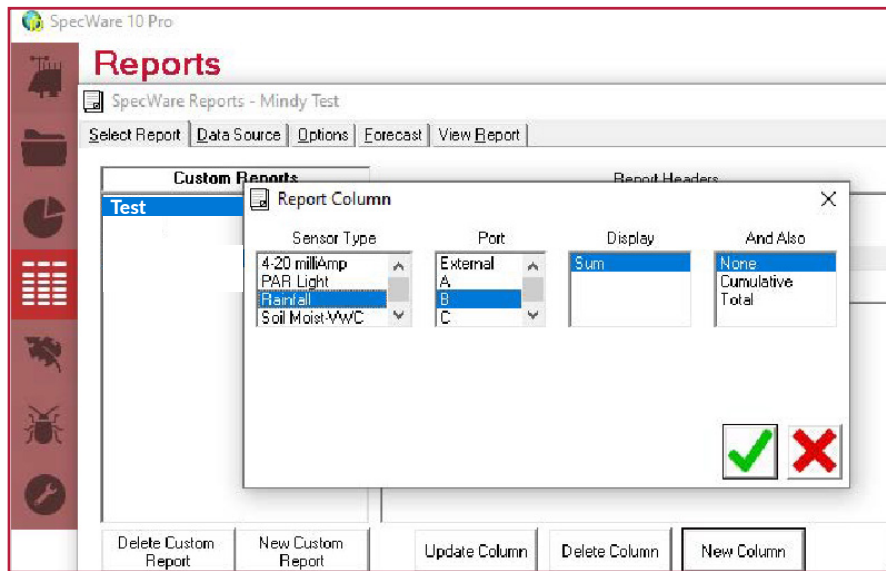 SpecWare 10 Pro
Reports
SpecWare Reports - Mindy Test
Select Report Data Source Options Forecast View Report
Custom Reports Report Headers
Test
Report Column
Sensor Type Port Display And Also
4-20 milliAmp External Sum None
PAR Light A Cumulative
Rainfall B Total
Soil Moist-VWC C
Delete Custom Report New Custom Report Update Column Delete Column New Column